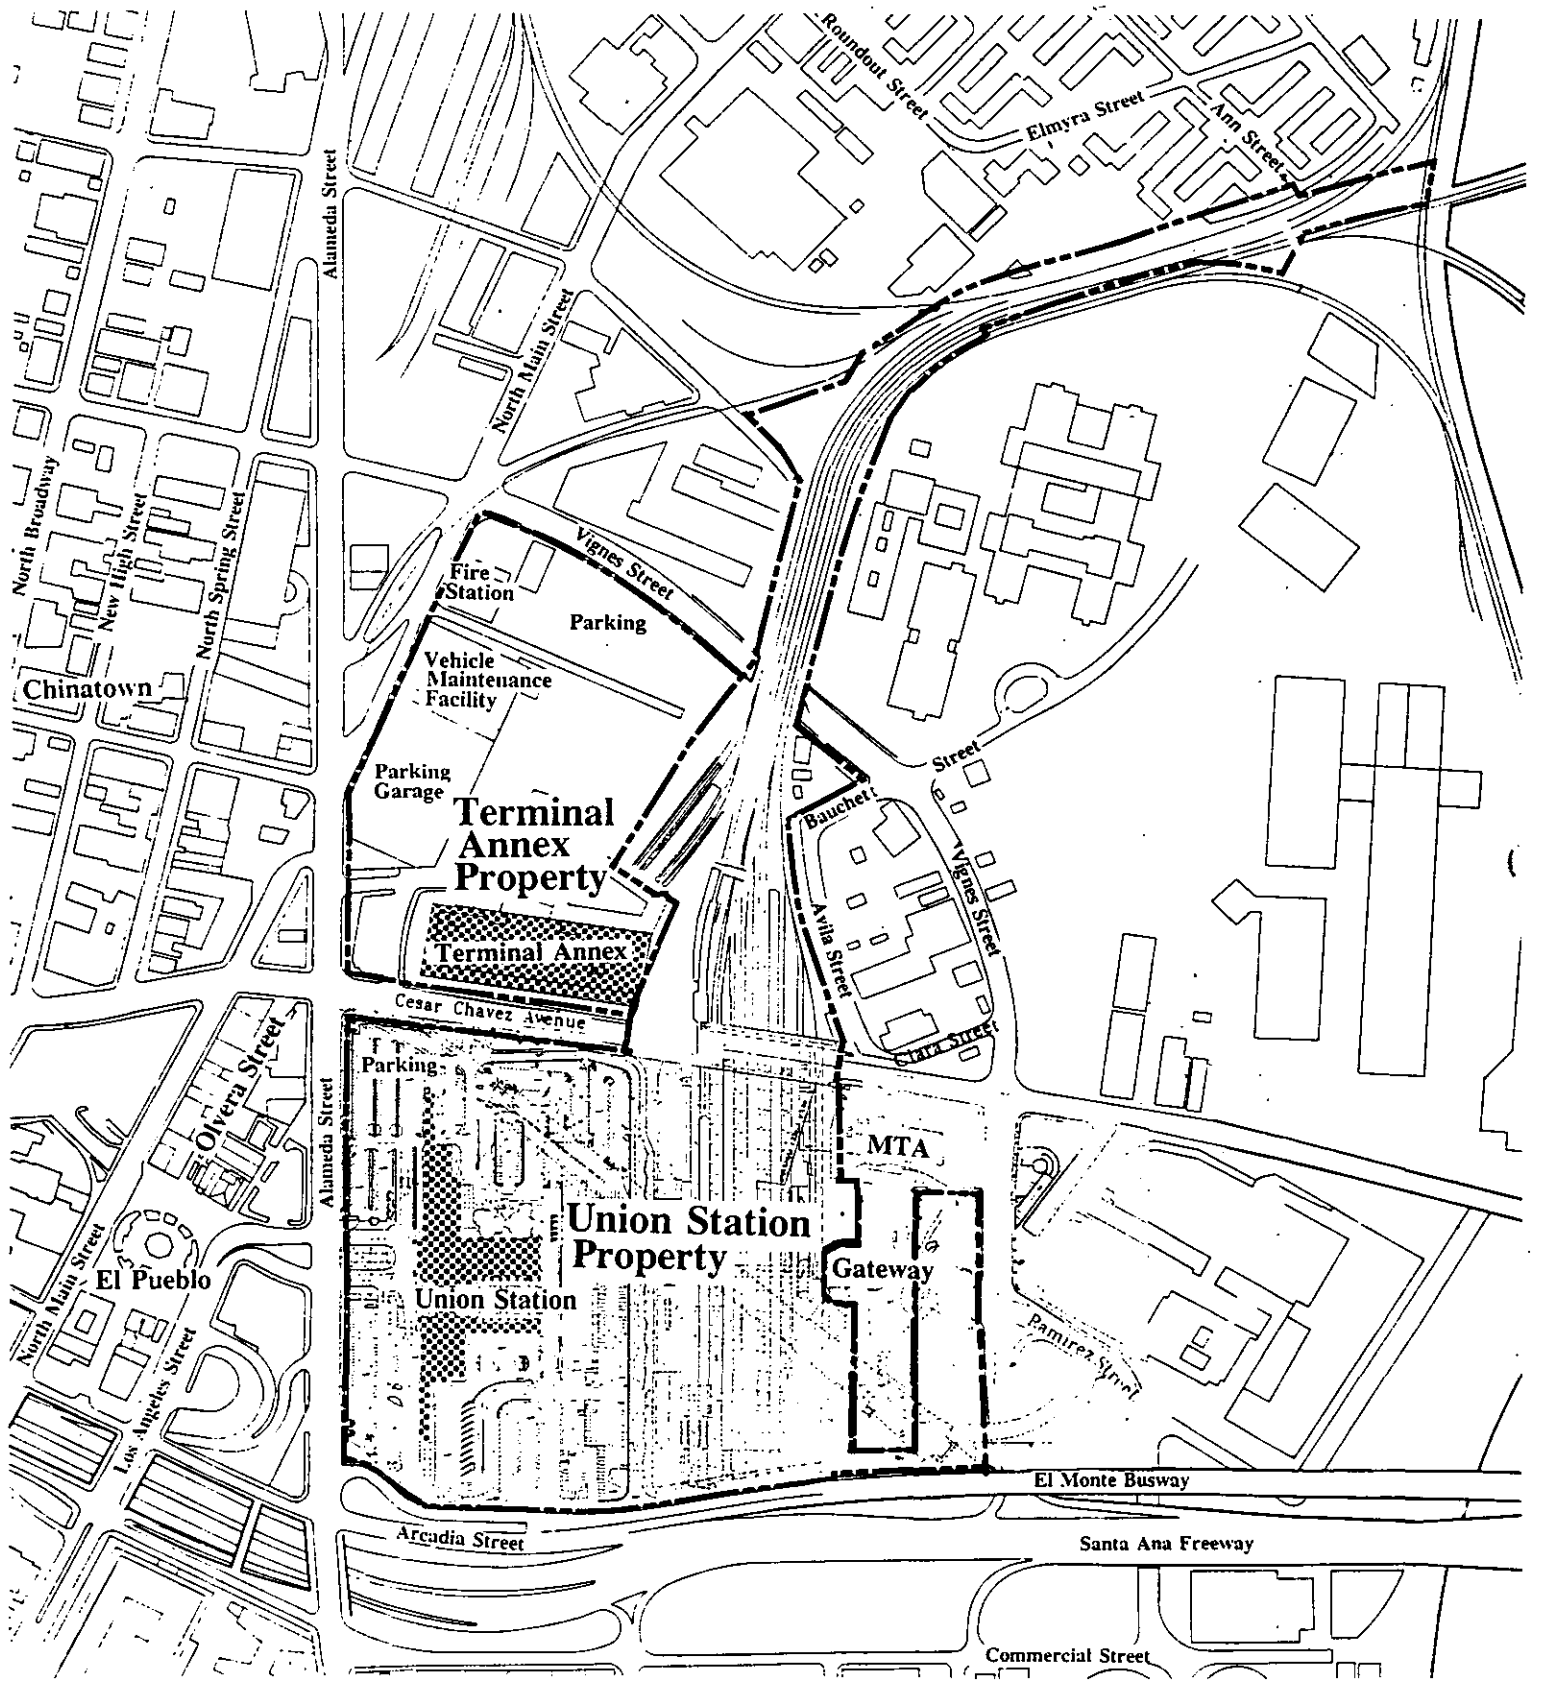 Roundout Street
Elmyra Street
Ann Street
Alameda Street
North Main Street
North Broadway
New High Street
North Spring Street
Vignes Street
Fire
Station
Parking
Vehicle
Maintenance
Facility
Chinatown
Street
Parking
Garage
Bauchett
Terminal
Annex
Property
Vignes Street
Avila Street
Terminal Annex
Cesar Chavez Avenue
Clara Street
Olvera Street
Parking
Alameda Street
MTA
Union Station
Property
North Main Street
El Pueblo
Gateway
Union Station
Ramirez Street
Los Angeles Street
El Monte Busway
Arcadia Street
Santa Ana Freeway
Commercial Street